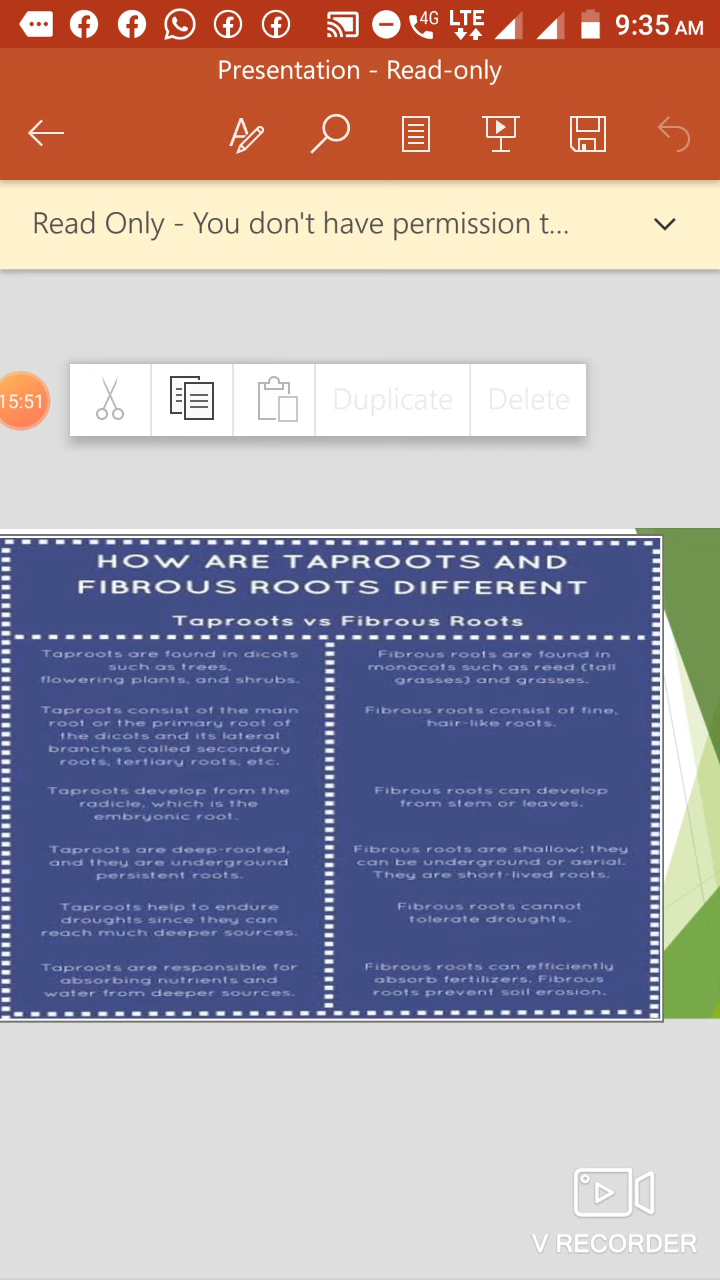 4G LTE 9:35 AM
Presentation - Read-only
Read Only - You don't have permission t...
15:51
Duplicate Delete
HOW ARE TAPROOTS AND
FIBROUS ROOTS DIFFERENT
Taproots vs Fibrous Roots
Taproots are found in dicots
such as trees,
flowering plants, and shrubs.
Fibrous roots are found in
monocots such as reed (tall
grasses) and grasses.
Taproots consist of the main
root or the primary root of
the dicots and its lateral
branches called secondary
roots, tertiary roots, etc.
Fibrous roots consist of fine,
hair-like roots.
Taproots develop from the
radicle, which is the
embryonic root.
Fibrous roots can develop
from stem or leaves.
Taproots are deep-rooted,
and they are underground
persistent roots.
Fibrous roots are shallow; they
can be underground or aerial.
They are short-lived roots.
Taproots help to endure
droughts since they can
reach much deeper sources.
Fibrous roots cannot
tolerate droughts.
Taproots are responsible for
absorbing nutrients and
water from deeper sources.
Fibrous roots can efficiently
absorb fertilizers. Fibrous
roots prevent soil erosion.
V RECORDER